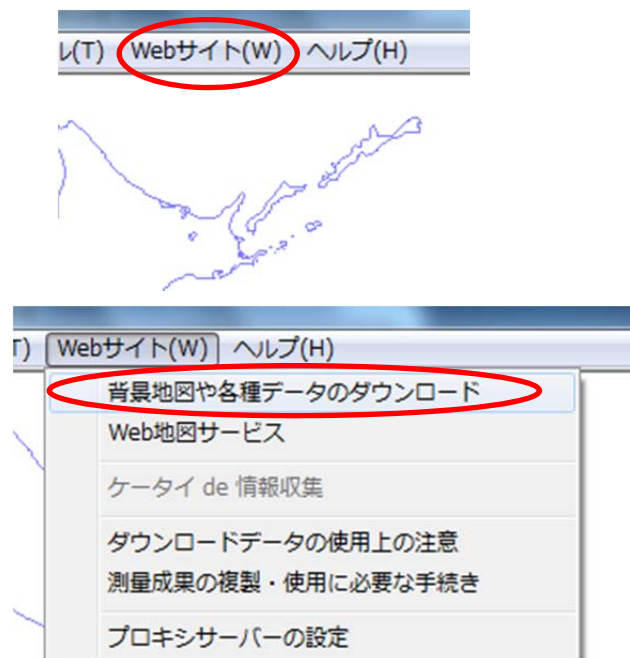 ル(T) Webサイト(W) ヘルプ(H)
T) Webサイト(W) ヘルプ(H)
背景地図や各種データのダウンロード
Web地図サービス
ケータイ de 情報収集
ダウンロードデータの使用上の注意
測量成果の複製・使用に必要な手続き
プロキシサーバーの設定